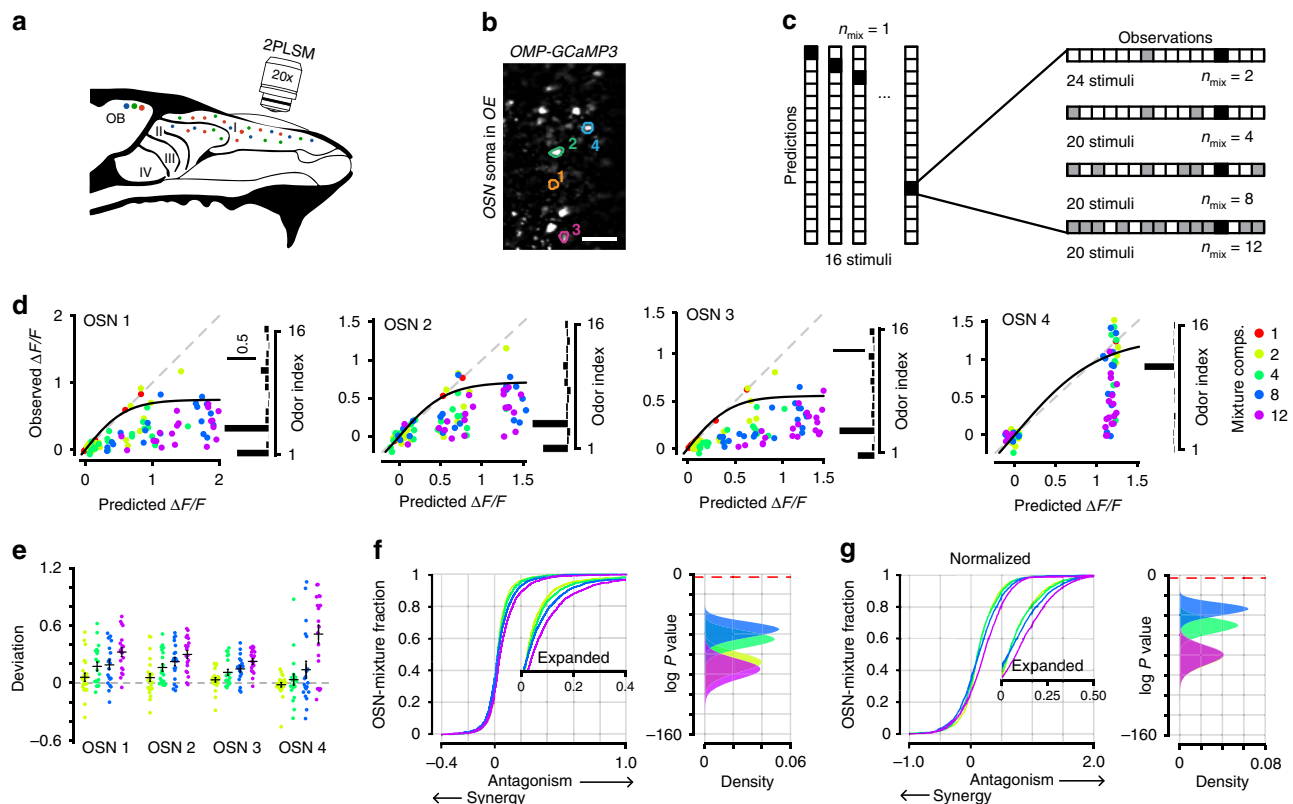 a
2PLSM
20x
OB
I
II
III
IV
b
OMP-GCaMP3
OSN soma in OE
1
2
3
4
c
n_mix = 1
Predictions
...
16 stimuli
Observations
24 stimuli
n_mix = 2
20 stimuli
n_mix = 4
20 stimuli
n_mix = 8
20 stimuli
n_mix = 12
d
Observed ΔF/F
2
1
0
OSN 1
0.5
16
Odor index
1
0 1 2
Predicted ΔF/F
OSN 2
1.5
1
0.5
0
16
Odor index
1
0 0.5 1 1.5
Predicted ΔF/F
OSN 3
1.5
1
0.5
0
16
Odor index
1
0 0.5 1 1.5
Predicted ΔF/F
OSN 4
1.5
1
0.5
0
16
Odor index
1
0 0.5 1 1.5
Predicted ΔF/F
Mixture comps.
1
2
4
8
12
e
Deviation
1.2
0
−0.6
OSN 1 OSN 2 OSN 3 OSN 4
f
OSN-mixture fraction
1
0.8
0.6
0.4
0.2
0
Expanded
0 0.4
−0.4 0 1.0
Antagonism
Synergy
log P value
0
−160
0 0.06
Density
g
Normalized
OSN-mixture fraction
1
0.8
0.6
0.4
0.2
0
Expanded
0 0.25 0.50
−1.0 0 2.0
Antagonism
Synergy
log P value
0
−160
0 0.08
Density